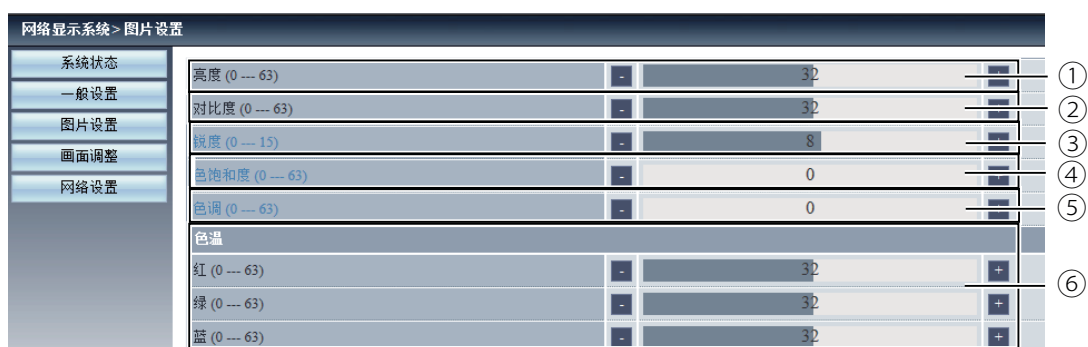 网络显示系统> 图片设置
系统状态
一般设置
图片设置
画面调整
网络设置
亮度 (0 --- 63) - 32 + ①
对比度 (0 --- 63) - 32 + ②
锐度 (0 --- 15) - 8 + ③
色饱和度 (0 --- 63) - 0 + ④
色调 (0 --- 63) - 0 + ⑤
色温
红 (0 --- 63) - 32 +
绿 (0 --- 63) - 32 + ⑥
蓝 (0 --- 63) - 32 +